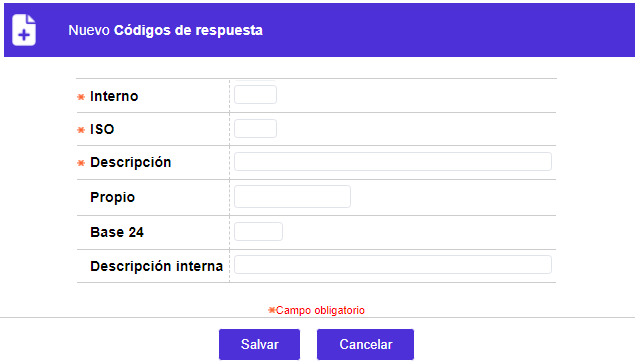 Nuevo Códigos de respuesta
* Interno
* ISO
* Descripción
Propio
Base 24
Descripción interna
*Campo obligatorio
Salvar Cancelar